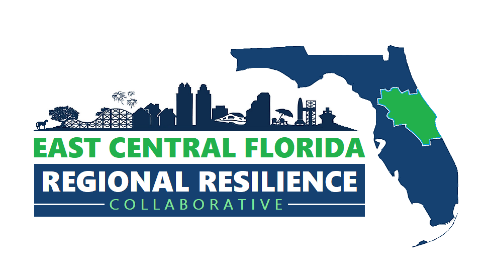 EAST CENTRAL FLORIDA
REGIONAL RESILIENCE
COLLABORATIVE